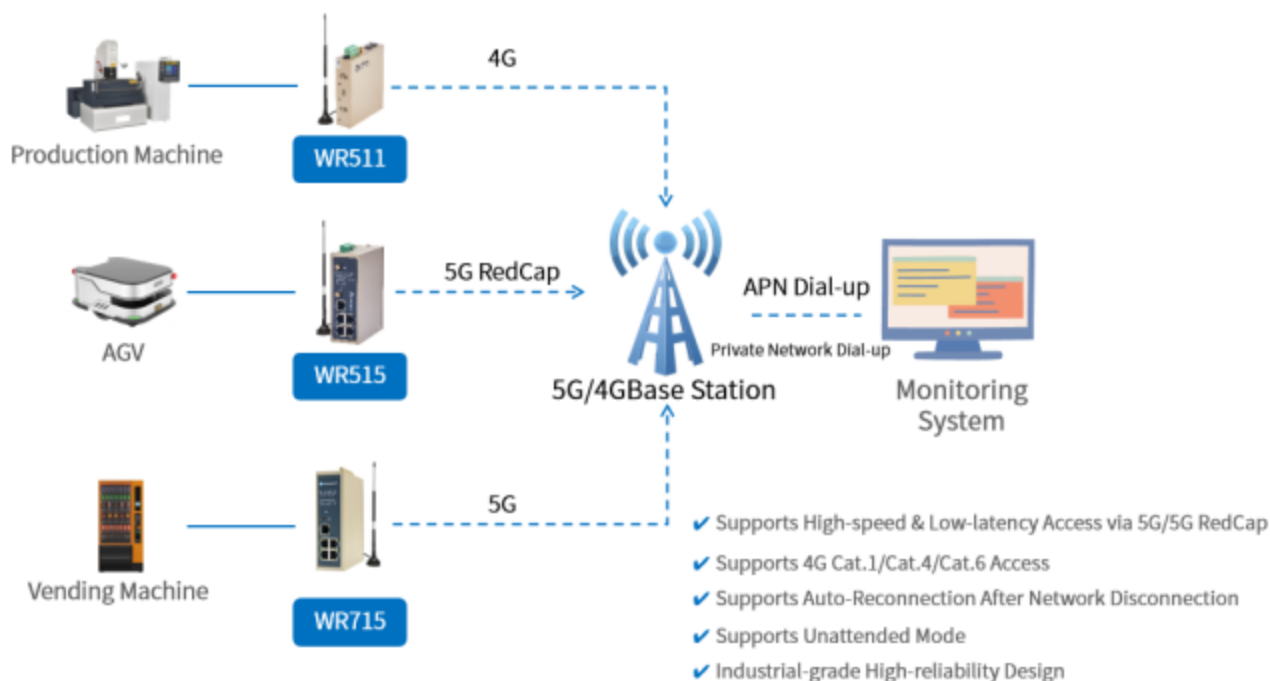 4G
Production Machine
WR511
5G RedCap
AGV
WR515
APN Dial-up
Private Network Dial-up
5G/4GBase Station
Monitoring
System
5G
Vending Machine
WR715
✔ Supports High-speed & Low-latency Access via 5G/5G RedCap
✔ Supports 4G Cat.1/Cat.4/Cat.6 Access
✔ Supports Auto-Reconnection After Network Disconnection
✔ Supports Unattended Mode
✔ Industrial-grade High-reliability Design